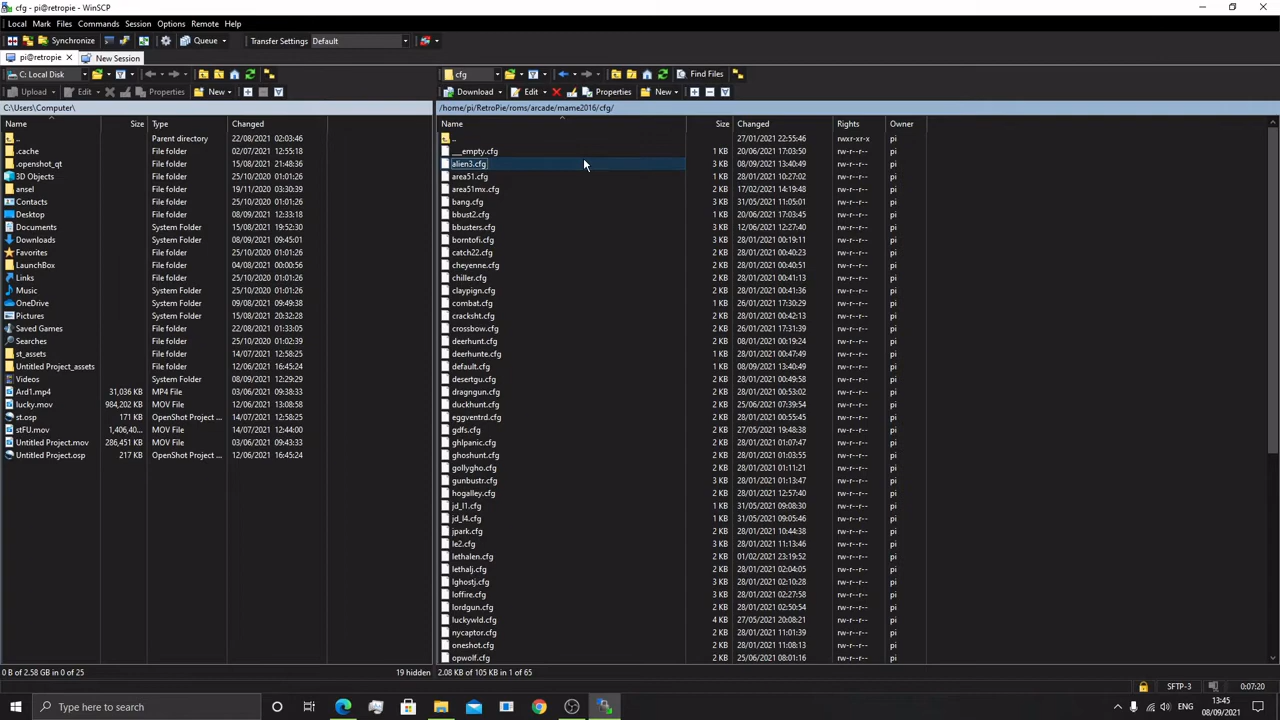 cfg - pi@retropie - WinSCP
Local Mark Files Commands Session Options Remote Help
Synchronize Queue Transfer Settings Default
pi@retropie New Session
C: Local Disk cfg Find Files
Upload Edit Properties New Download Edit Properties New
C:\Users\Computer\ /home/pi/RetroPie/roms/arcade/mame2016/cfg/
Name Size Type Changed Name Size Changed Rights Owner
.. Parent directory 22/08/2021 02:03:46 .. 27/01/2021 22:55:46 rwxr-xr-x pi
.cache File folder 02/07/2021 12:55:18 __empty.cfg 1 KB 20/06/2021 17:03:50 rw-r--r-- pi
.openshot_qt File folder 15/08/2021 21:48:36 alien3.cfg 3 KB 08/09/2021 13:40:49 rw-r--r-- pi
3D Objects File folder 25/10/2020 01:01:26 area51.cfg 1 KB 28/01/2021 10:27:02 rw-r--r-- pi
ansel File folder 19/11/2020 03:30:39 area51mx.cfg 2 KB 17/02/2021 14:19:48 rw-r--r-- pi
Contacts File folder 25/10/2020 01:01:26 bang.cfg 3 KB 31/05/2021 11:05:01 rw-r--r-- pi
Desktop File folder 08/09/2021 12:33:18 bbust2.cfg 1 KB 20/06/2021 17:03:45 rw-r--r-- pi
Documents System Folder 15/08/2021 19:52:30 bbusters.cfg 3 KB 12/06/2021 12:27:40 rw-r--r-- pi
Downloads System Folder 08/09/2021 09:45:01 borntofi.cfg 3 KB 28/01/2021 00:19:11 rw-r--r-- pi
Favorites System Folder 25/10/2020 01:01:26 catch22.cfg 2 KB 28/01/2021 00:40:23 rw-r--r-- pi
LaunchBox File folder 04/08/2021 00:00:56 cheyenne.cfg 2 KB 28/01/2021 00:40:51 rw-r--r-- pi
Links File folder 25/10/2020 01:01:26 chiller.cfg 2 KB 28/01/2021 00:41:13 rw-r--r-- pi
Music System Folder 25/10/2020 01:01:26 claypign.cfg 2 KB 28/01/2021 00:41:36 rw-r--r-- pi
OneDrive System Folder 09/08/2021 09:49:38 combat.cfg 1 KB 26/01/2021 17:30:29 rw-r--r-- pi
Pictures System Folder 15/08/2021 20:32:28 cracksht.cfg 2 KB 28/01/2021 00:42:13 rw-r--r-- pi
Saved Games File folder 22/08/2021 01:33:05 crossbow.cfg 2 KB 26/01/2021 17:31:39 rw-r--r-- pi
Searches File folder 25/10/2020 01:02:39 deerhunt.cfg 1 KB 08/01/2021 00:19:24 rw-r--r-- pi
st_assets File folder 14/07/2021 12:58:25 deerhunte.cfg 1 KB 28/01/2021 00:47:49 rw-r--r-- pi
Untitled Project_assets File folder 12/06/2021 16:45:24 default.cfg 1 KB 08/09/2021 13:40:49 rw-r--r-- pi
Videos System Folder 08/09/2021 12:29:29 desertgu.cfg 2 KB 28/01/2021 00:49:58 rw-r--r-- pi
Ard1.mp4 31,036 KB MP4 File 03/06/2021 09:38:33 dragngun.cfg 2 KB 28/01/2021 00:53:02 rw-r--r-- pi
lucky.mov 984,202 KB MOV File 12/06/2021 13:08:58 duckhunt.cfg 2 KB 25/06/2021 07:39:54 rw-r--r-- pi
st.osp 171 KB OpenShot Project ... 14/07/2021 12:58:25 eggventrd.cfg 1 KB 28/01/2021 00:55:45 rw-r--r-- pi
stFU.mov 1,406,40... MOV File 14/07/2021 12:44:00 gdfs.cfg 2 KB 27/05/2021 19:48:38 rw-r--r-- pi
Untitled Project.mov 286,451 KB MOV File 03/06/2021 09:43:33 ghlpanic.cfg 2 KB 28/01/2021 01:07:47 rw-r--r-- pi
Untitled Project.osp 217 KB OpenShot Project ... 12/06/2021 16:45:24 ghoshunt.cfg 2 KB 28/01/2021 01:03:55 rw-r--r-- pi
gollygho.cfg 2 KB 28/01/2021 01:11:21 rw-r--r-- pi
gunbustr.cfg 3 KB 28/01/2021 01:13:47 rw-r--r-- pi
hogalley.cfg 2 KB 28/01/2021 12:57:40 rw-r--r-- pi
jd_l1.cfg 1 KB 31/05/2021 09:08:30 rw-r--r-- pi
jd_l4.cfg 1 KB 31/05/2021 09:05:46 rw-r--r-- pi
jpark.cfg 2 KB 28/01/2021 10:44:38 rw-r--r-- pi
le2.cfg 3 KB 28/01/2021 11:13:46 rw-r--r-- pi
lethalen.cfg 2 KB 01/02/2021 23:19:52 rw-r--r-- pi
lethalj.cfg 2 KB 28/01/2021 02:04:05 rw-r--r-- pi
lghostj.cfg 3 KB 28/01/2021 02:10:28 rw-r--r-- pi
loffire.cfg 3 KB 28/01/2021 02:27:58 rw-r--r-- pi
lordgun.cfg 2 KB 28/01/2021 02:50:54 rw-r--r-- pi
luckywld.cfg 4 KB 27/05/2021 20:08:21 rw-r--r-- pi
nycaptor.cfg 2 KB 28/01/2021 11:01:39 rw-r--r-- pi
oneshot.cfg 2 KB 28/01/2021 11:08:13 rw-r--r-- pi
opwolf.cfg 2 KB 25/06/2021 08:01:16 rw-r--r-- pi
0 B of 2.58 GB in 0 of 25 19 hidden 2.08 KB of 105 KB in 1 of 65
SFTP-3 0:07:20
Type here to search 13:45
08/09/2021